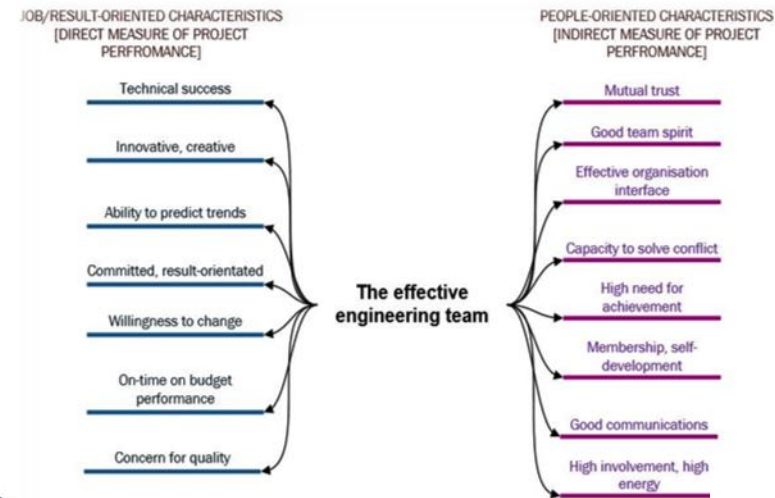 JOB/RESULT-ORIENTED CHARACTERISTICS
[DIRECT MEASURE OF PROJECT
PERFROMANCE]
Technical success
Innovative, creative
Ability to predict trends
Committed, result-orientated
Willingness to change
On-time on budget
performance
Concern for quality
The effective
engineering team
PEOPLE-ORIENTED CHARACTERISTICS
[INDIRECT MEASURE OF PROJECT
PERFROMANCE]
Mutual trust
Good team spirit
Effective organisation
interface
Capacity to solve conflict
High need for
achievement
Membership, self-
development
Good communications
High involvement, high
energy